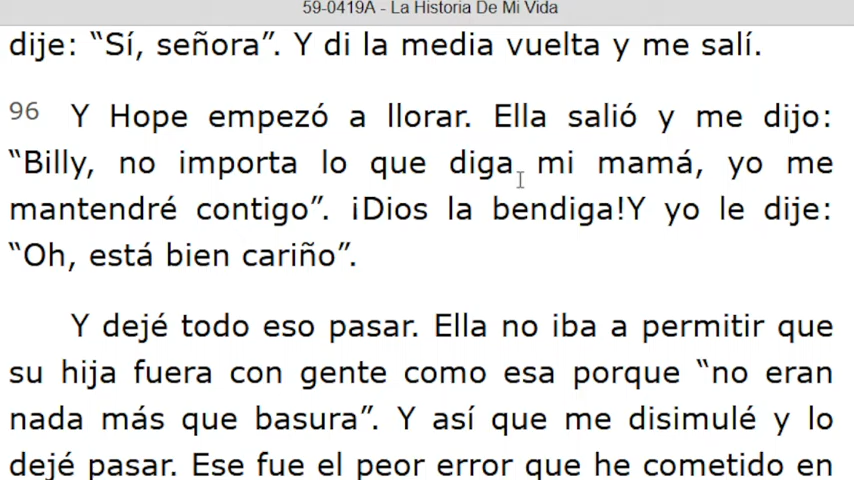 59-0419A - La Historia De Mi Vida
dije: “Sí, señora”. Y di la media vuelta y me salí.
96 Y Hope empezó a llorar. Ella salió y me dijo:
“Billy, no importa lo que diga mi mamá, yo me
mantendré contigo”. ¡Dios la bendiga!Y yo le dije:
“Oh, está bien cariño”.
Y dejé todo eso pasar. Ella no iba a permitir que
su hija fuera con gente como esa porque “no eran
nada más que basura”. Y así que me disimulé y lo
dejé pasar. Ese fue el peor error que he cometido en